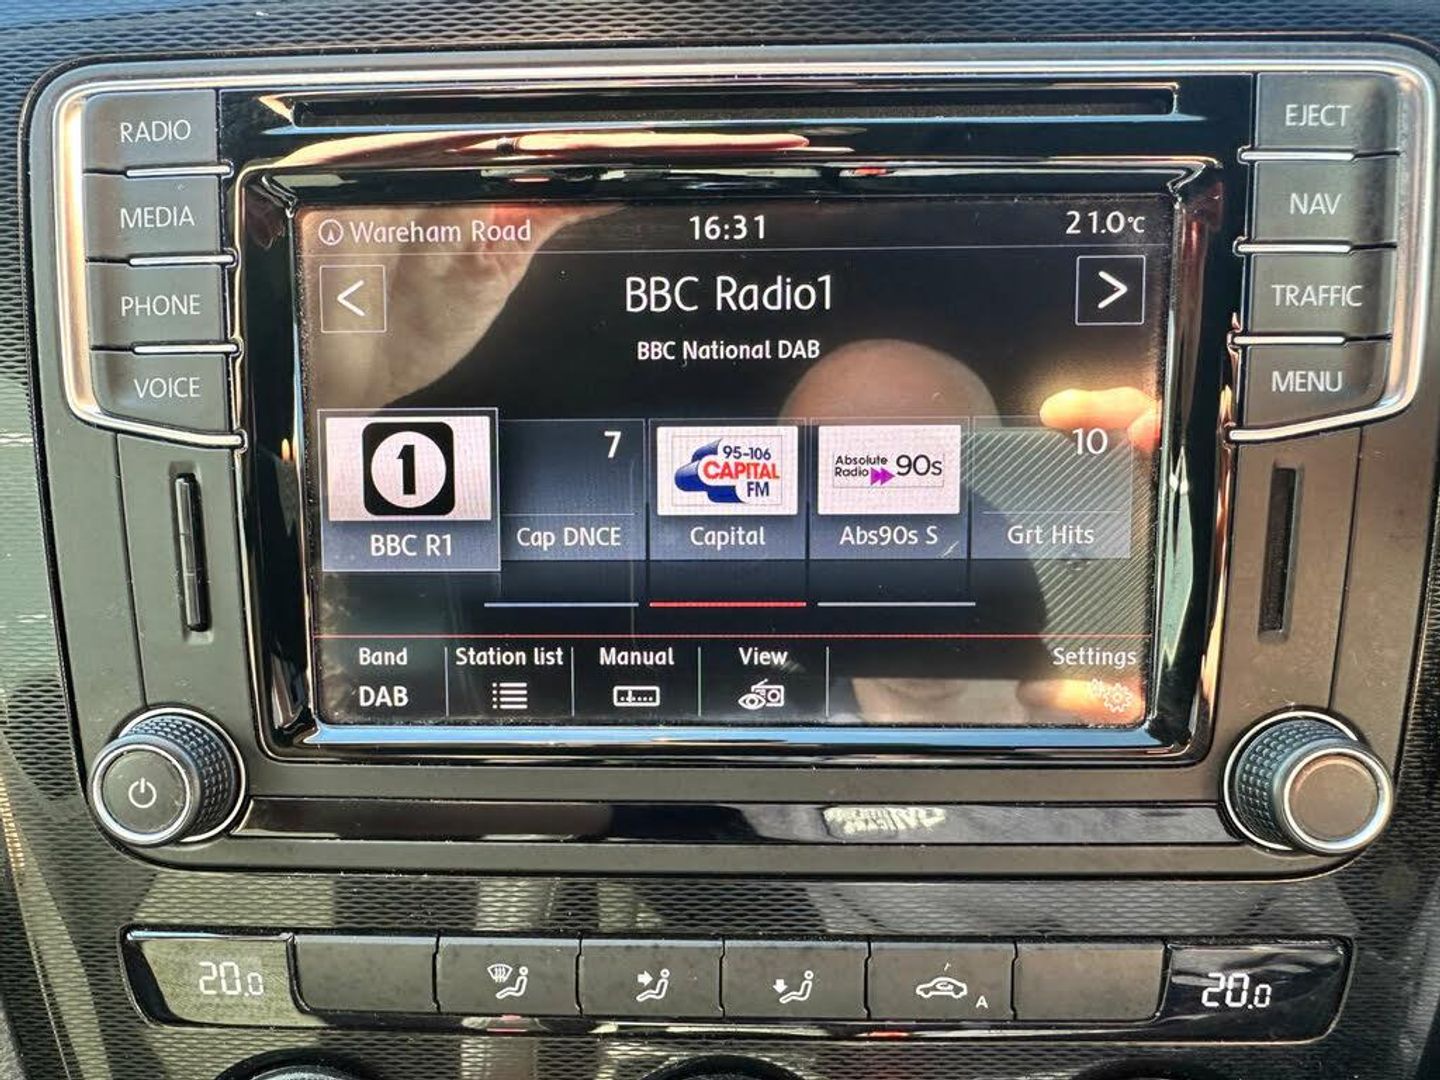 RADIO
MEDIA
PHONE
VOICE
EJECT
NAV
TRAFFIC
MENU
Wareham Road 16:31 21.0°C
< >
BBC Radio1
BBC National DAB
1
BBC R1
7
Cap DNCE
95-106
CAPITAL
FM
Capital
Absolute
Radio 90s
Abs90s S
10
Grt Hits
Band
DAB
Station list
Manual
View
Settings
20.0
A
20.0